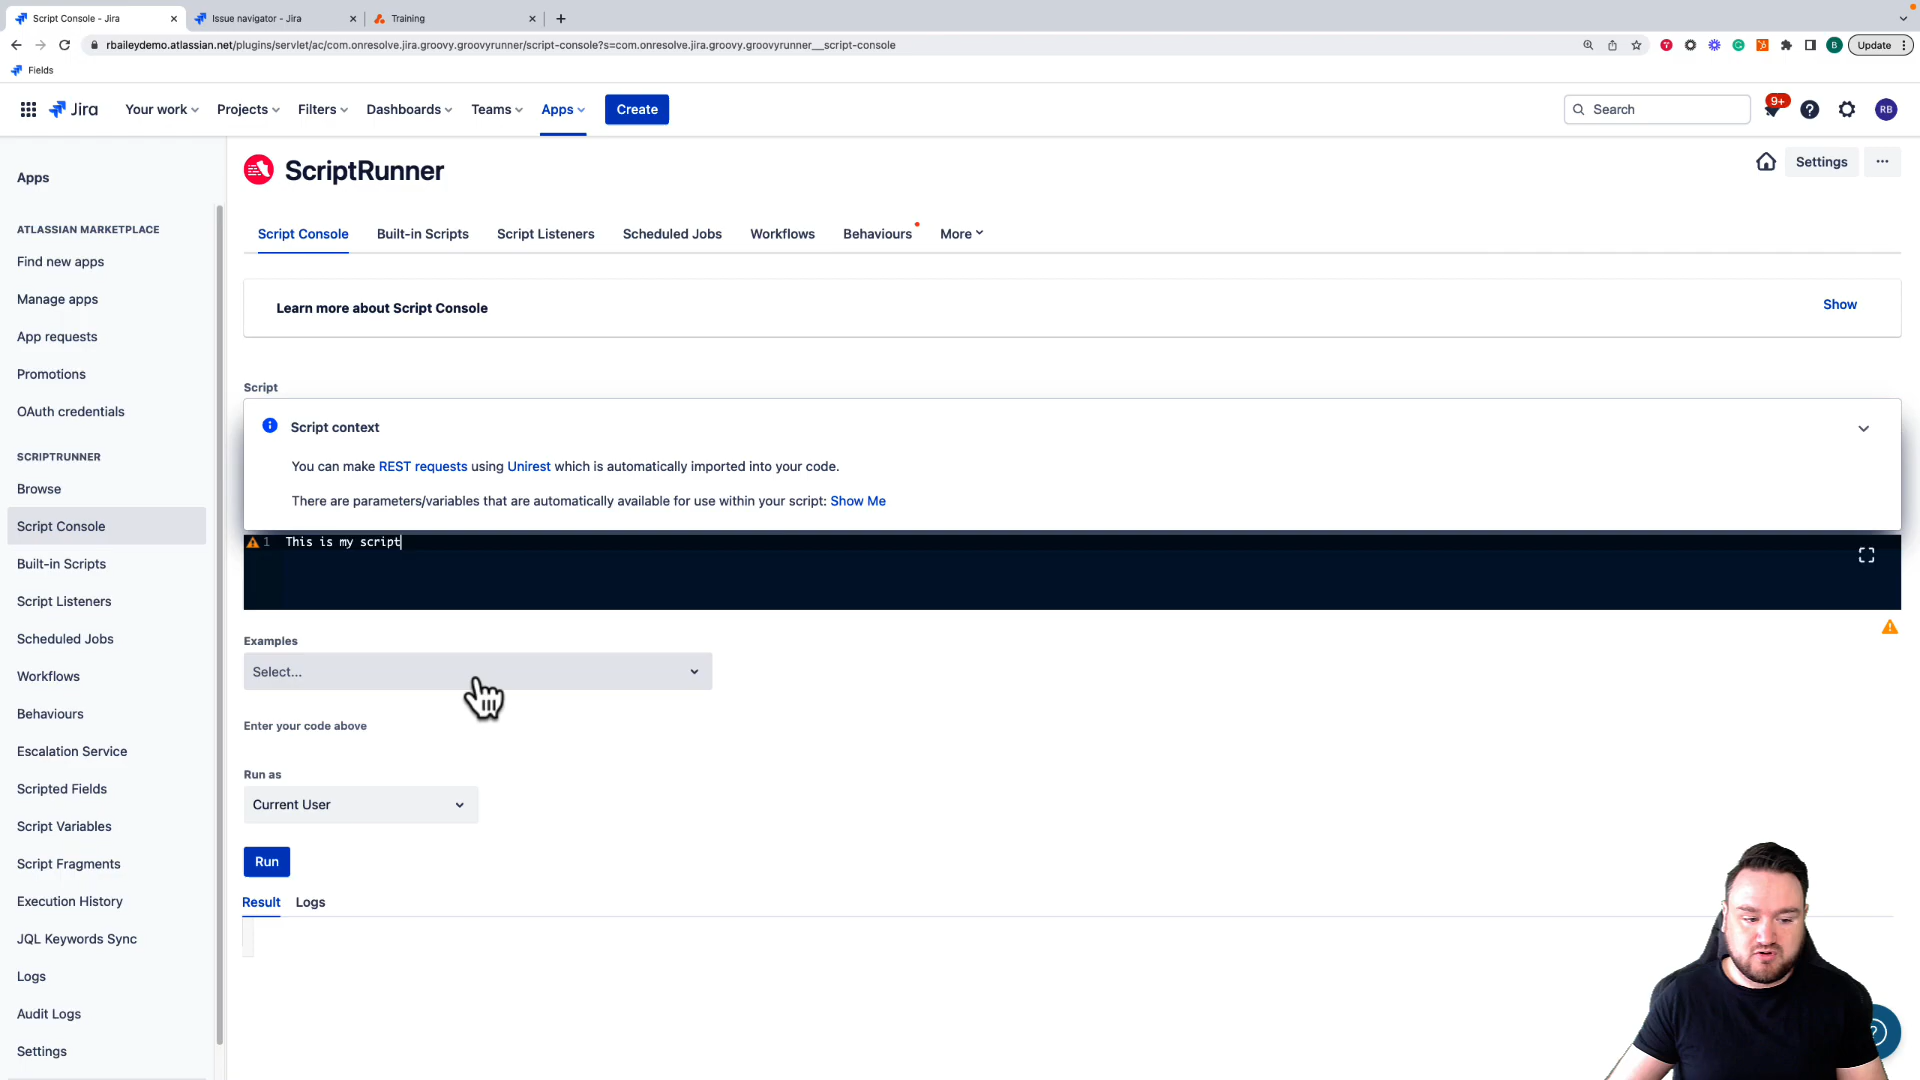 Script Console - Jira
Issue navigator - Jira
Training
rbaileydemo.atlassian.net/plugins/servlet/ac/com.onresolve.jira.groovy.groovyrunner/script-console?s=com.onresolve.jira.groovy.groovyrunner__script-console
Update
Fields
Jira
Your work
Projects
Filters
Dashboards
Teams
Apps
Create
Search
9+
RB
Apps
ATLASSIAN MARKETPLACE
Find new apps
Manage apps
App requests
Promotions
OAuth credentials
SCRIPTRUNNER
Browse
Script Console
Built-in Scripts
Script Listeners
Scheduled Jobs
Workflows
Behaviours
Escalation Service
Scripted Fields
Script Variables
Script Fragments
Execution History
JQL Keywords Sync
Logs
Audit Logs
Settings
ScriptRunner
Settings
Script Console
Built-in Scripts
Script Listeners
Scheduled Jobs
Workflows
Behaviours
More
Learn more about Script Console
Show
Script
Script context
You can make REST requests using Unirest which is automatically imported into your code.
There are parameters/variables that are automatically available for use within your script: Show Me
1 This is my script
Examples
Select...
Enter your code above
Run as
Current User
Run
Result
Logs